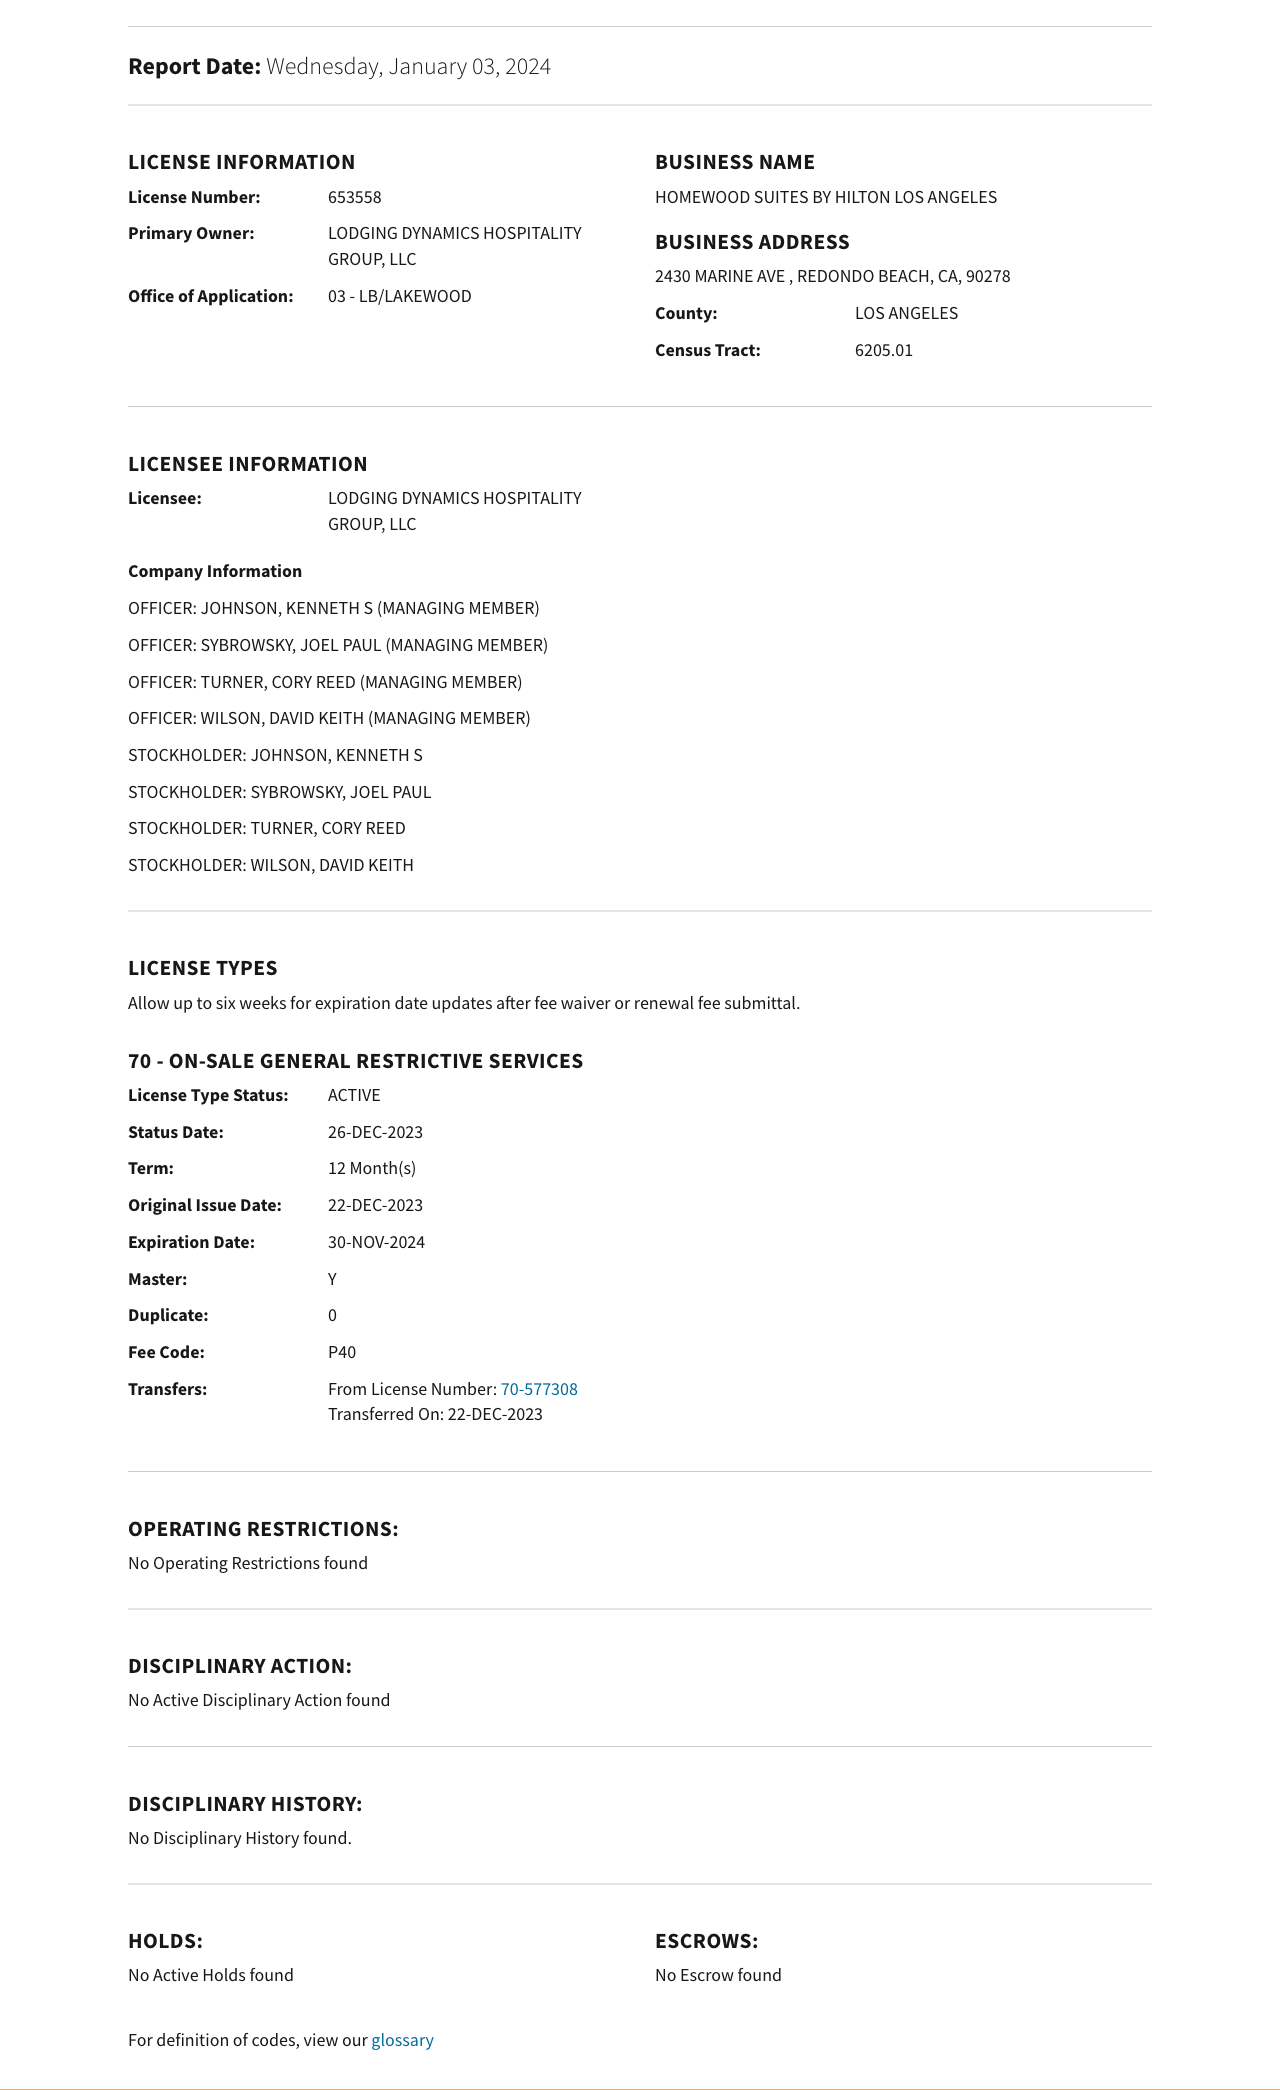 Report Date: Wednesday, January 03, 2024
LICENSE INFORMATION
License Number: 653558
Primary Owner: LODGING DYNAMICS HOSPITALITY
GROUP, LLC
Office of Application: 03 - LB/LAKEWOOD
BUSINESS NAME
HOMEWOOD SUITES BY HILTON LOS ANGELES
BUSINESS ADDRESS
2430 MARINE AVE , REDONDO BEACH, CA, 90278
County: LOS ANGELES
Census Tract: 6205.01
LICENSEE INFORMATION
Licensee: LODGING DYNAMICS HOSPITALITY
GROUP, LLC
Company Information
OFFICER: JOHNSON, KENNETH S (MANAGING MEMBER)
OFFICER: SYBROWSKY, JOEL PAUL (MANAGING MEMBER)
OFFICER: TURNER, CORY REED (MANAGING MEMBER)
OFFICER: WILSON, DAVID KEITH (MANAGING MEMBER)
STOCKHOLDER: JOHNSON, KENNETH S
STOCKHOLDER: SYBROWSKY, JOEL PAUL
STOCKHOLDER: TURNER, CORY REED
STOCKHOLDER: WILSON, DAVID KEITH
LICENSE TYPES
Allow up to six weeks for expiration date updates after fee waiver or renewal fee submittal.
70 - ON-SALE GENERAL RESTRICTIVE SERVICES
License Type Status: ACTIVE
Status Date: 26-DEC-2023
Term: 12 Month(s)
Original Issue Date: 22-DEC-2023
Expiration Date: 30-NOV-2024
Master: Y
Duplicate: 0
Fee Code: P40
Transfers: From License Number: 70-577308
Transferred On: 22-DEC-2023
OPERATING RESTRICTIONS:
No Operating Restrictions found
DISCIPLINARY ACTION:
No Active Disciplinary Action found
DISCIPLINARY HISTORY:
No Disciplinary History found.
HOLDS:
No Active Holds found
ESCROWS:
No Escrow found
For definition of codes, view our glossary